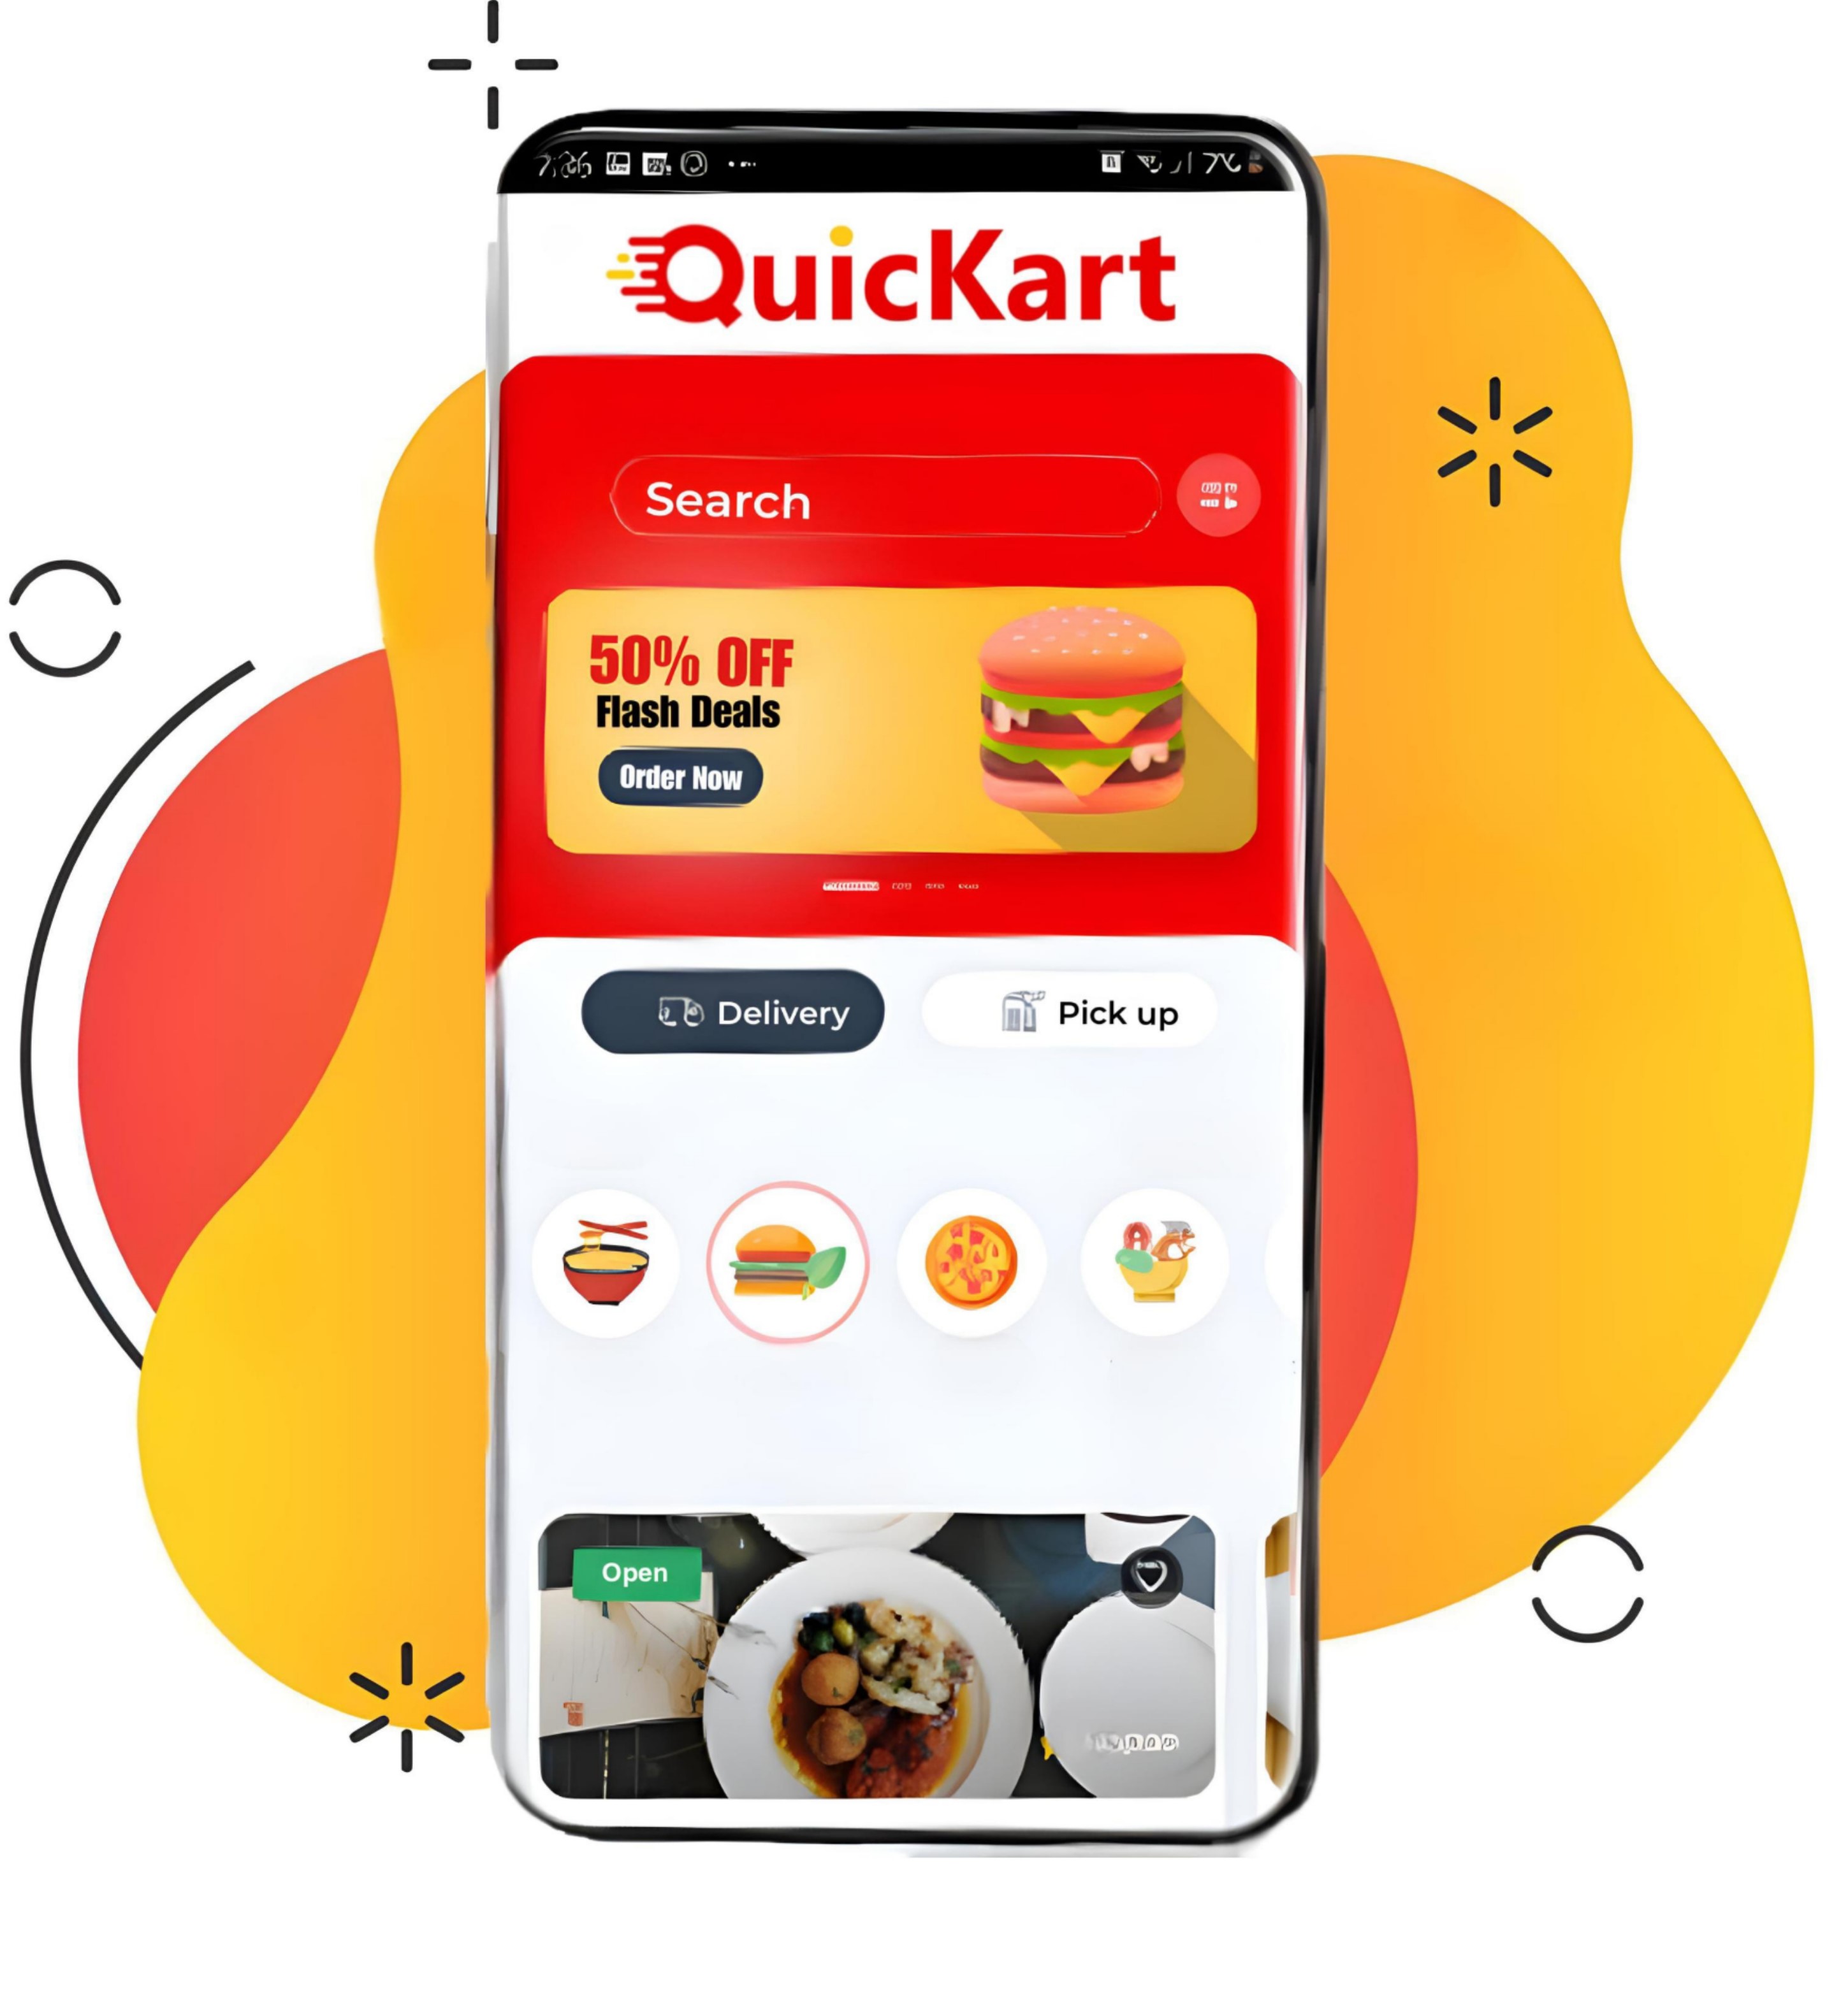 QuicKart
Search
50% OFF
Flash Deals
Order Now
Delivery
Pick up
Open